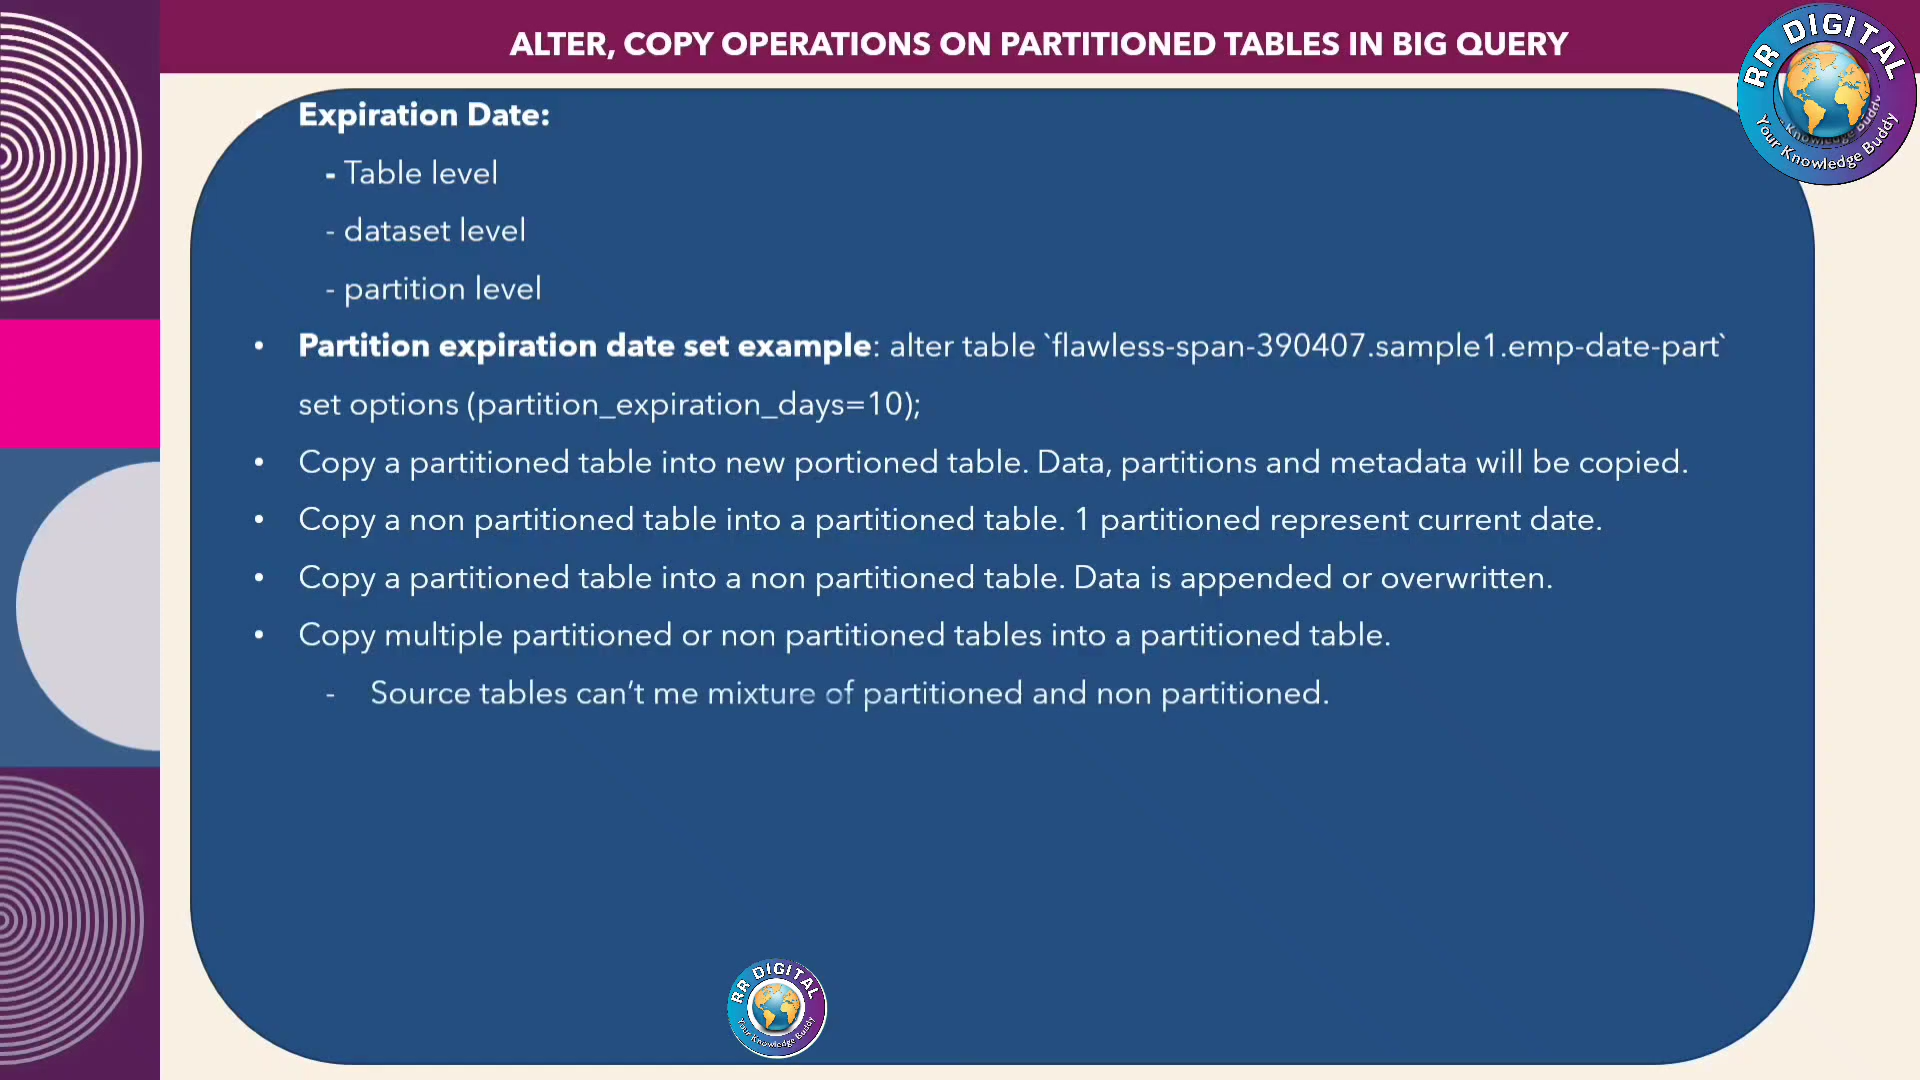 ALTER, COPY OPERATIONS ON PARTITIONED TABLES IN BIG QUERY
RR DIGITAL
Your Knowledge Buddy
Expiration Date:
- Table level
- dataset level
- partition level
• Partition expiration date set example: alter table `flawless-span-390407.sample1.emp-date-part`
set options (partition_expiration_days=10);
• Copy a partitioned table into new portioned table. Data, partitions and metadata will be copied.
• Copy a non partitioned table into a partitioned table. 1 partitioned represent current date.
• Copy a partitioned table into a non partitioned table. Data is appended or overwritten.
• Copy multiple partitioned or non partitioned tables into a partitioned table.
- Source tables can’t me mixture of partitioned and non partitioned.
RR DIGITAL
Your Knowledge Buddy